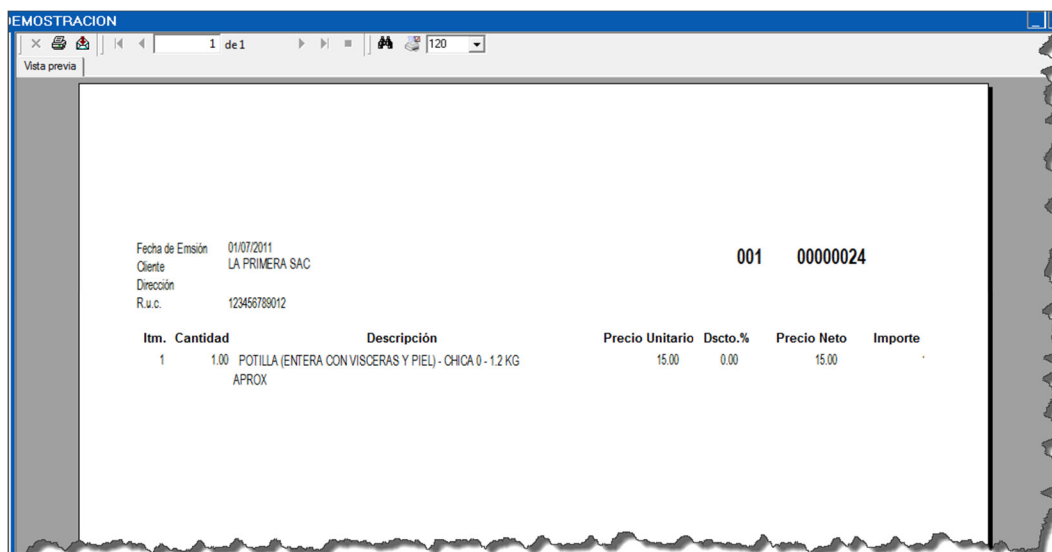 EMOSTRACION
1 de 1 120
Vista previa
Fecha de Emsión 01/07/2011
Cliente LA PRIMERA SAC
001 00000024
Dirección
R.u.c. 123456789012
Itm. Cantidad Descripción Precio Unitario Dscto.% Precio Neto Importe
1 1.00 POTILLA (ENTERA CON VISCERAS Y PIEL) - CHICA 0 - 1.2 KG 15.00 0.00 15.00
APROX